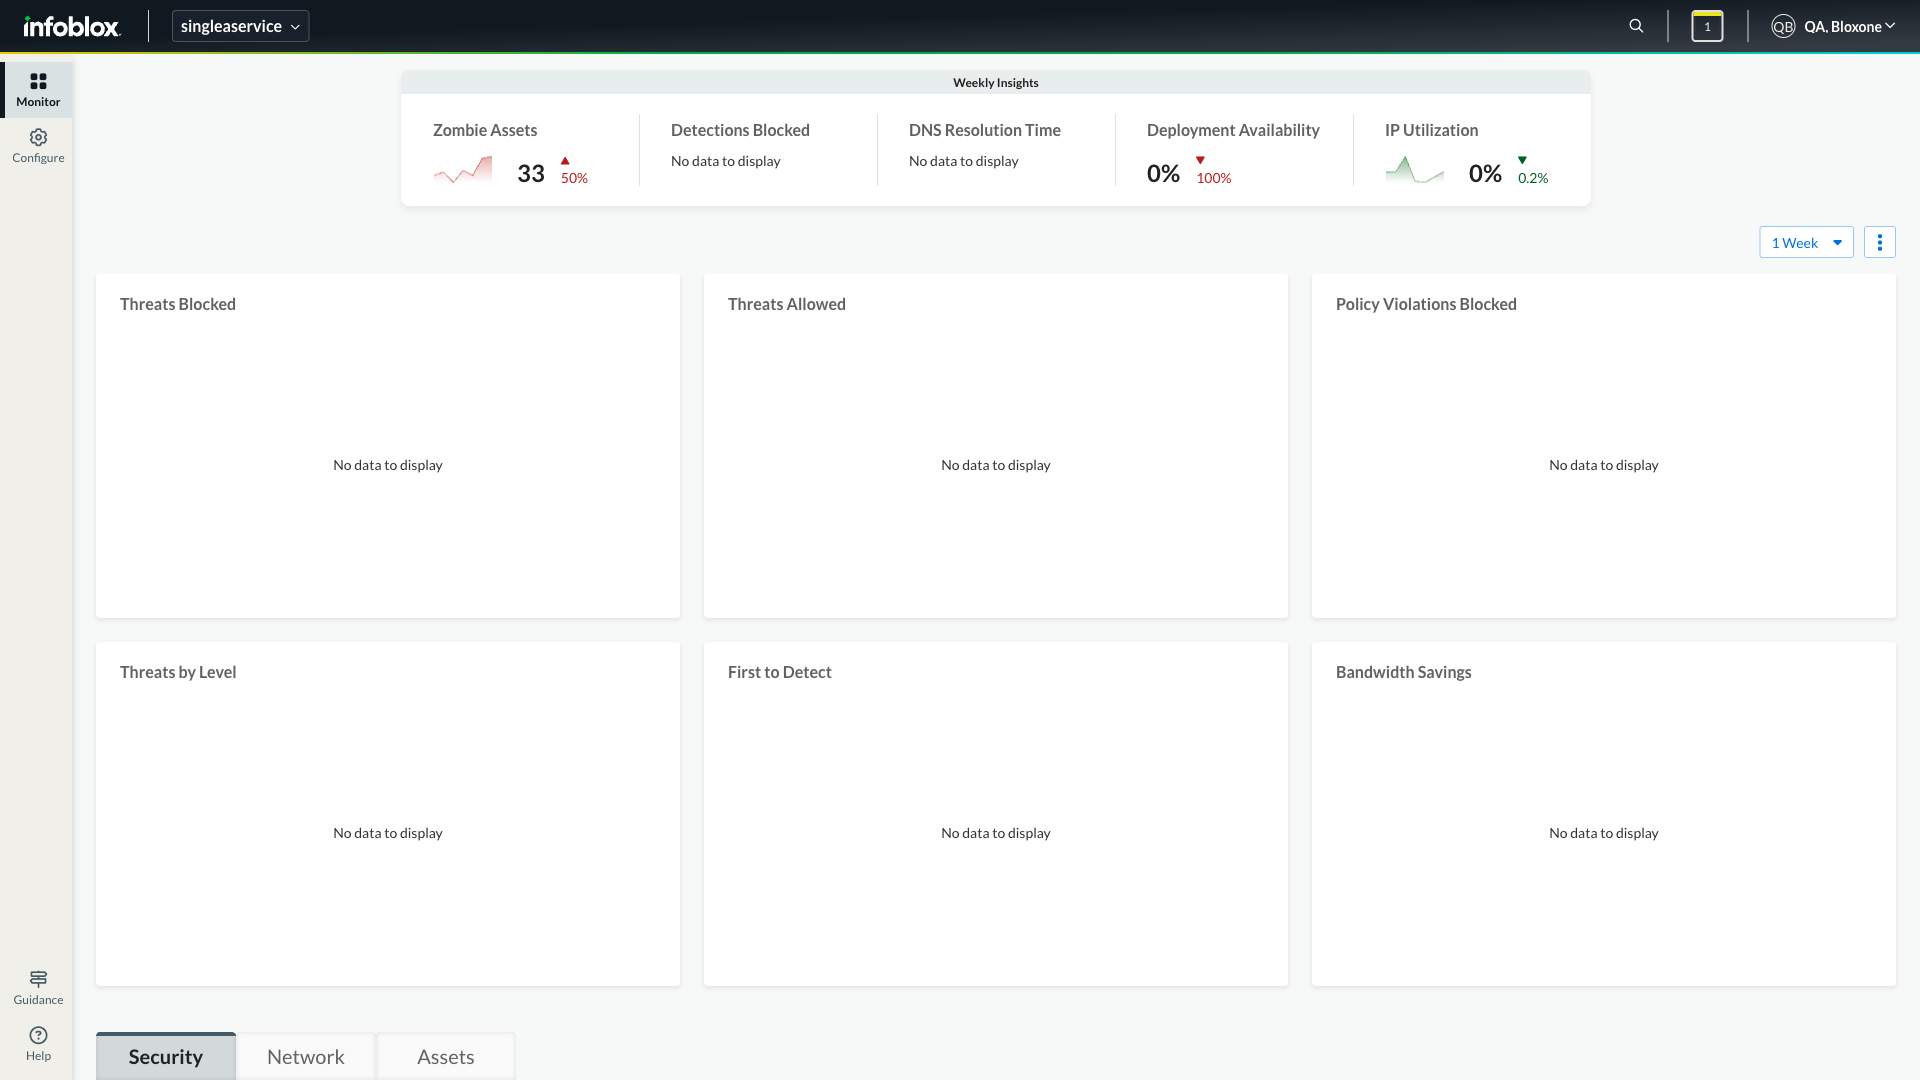 infoblox
singleaservice
1
QB
QA, Bloxone
Monitor
Configure
Weekly Insights
Zombie Assets
33
50%
Detections Blocked
No data to display
DNS Resolution Time
No data to display
Deployment Availability
0%
100%
IP Utilization
0%
0.2%
1 Week
Threats Blocked
No data to display
Threats Allowed
No data to display
Policy Violations Blocked
No data to display
Threats by Level
No data to display
First to Detect
No data to display
Bandwidth Savings
No data to display
Guidance
Help
Security
Network
Assets